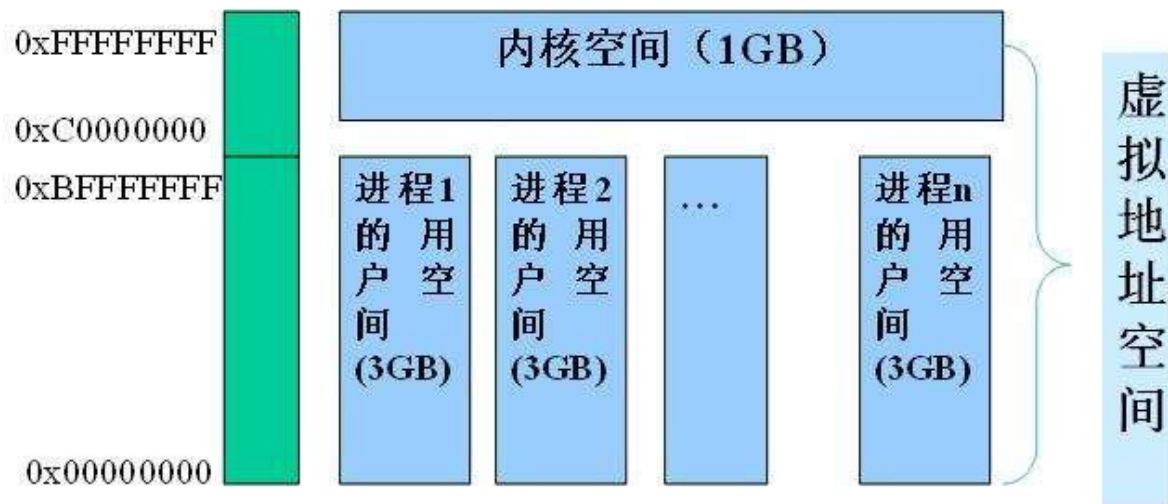 0xFFFFFFFF
0xC0000000
0xBFFFFFFF
0x00000000
内核空间（1GB）
进程1
的用
户空
间
(3GB)
进程2
的用
户空
间
(3GB)
...
进程n
的用
户空
间
(3GB)
虚
拟
地
址
空
间